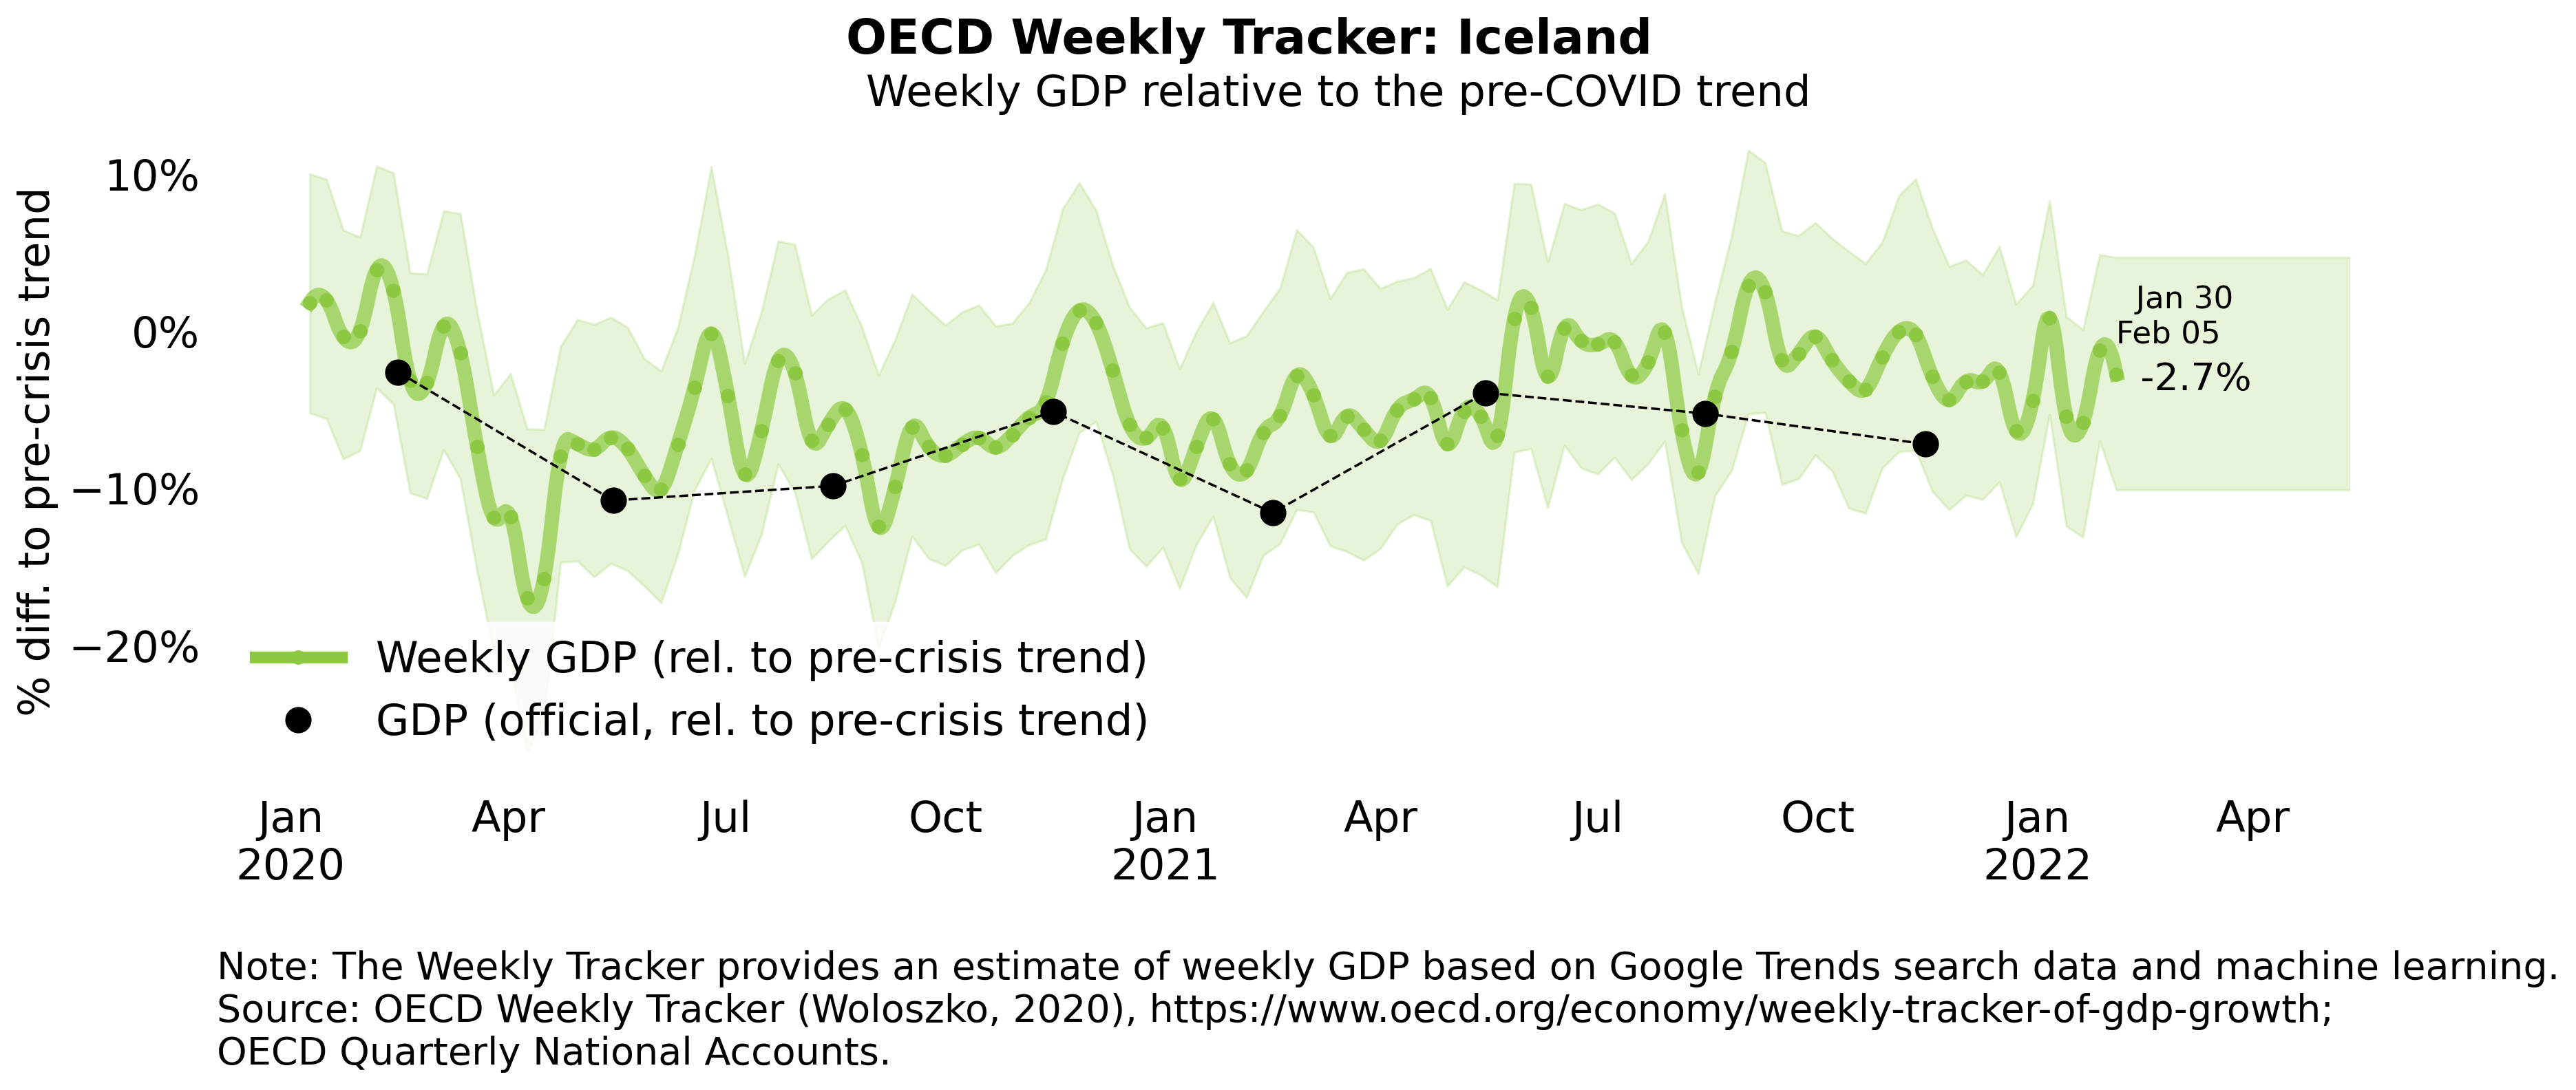 OECD Weekly Tracker: Iceland
Weekly GDP relative to the pre-COVID trend
% diff. to pre-crisis trend
10%
0%
−10%
−20%
Jan 30
Feb 05
-2.7%
Weekly GDP (rel. to pre-crisis trend)
GDP (official, rel. to pre-crisis trend)
Jan Apr Jul Oct Jan Apr Jul Oct Jan Apr
2020 2021 2022
Note: The Weekly Tracker provides an estimate of weekly GDP based on Google Trends search data and machine learning.
Source: OECD Weekly Tracker (Woloszko, 2020), https://www.oecd.org/economy/weekly-tracker-of-gdp-growth;
OECD Quarterly National Accounts.